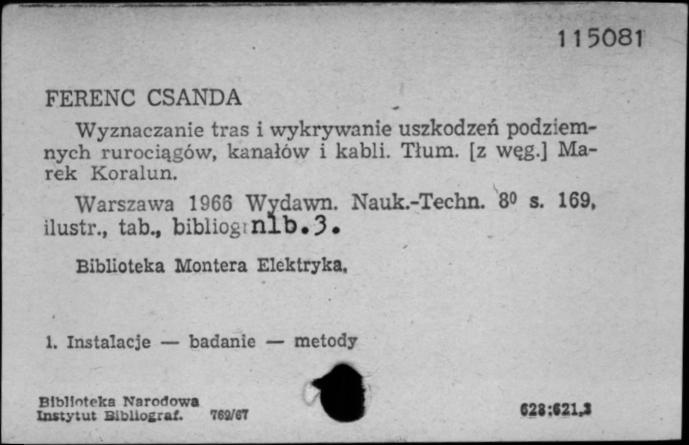 115081
FERENC CSANDA
Wyznaczanie tras i wykrywanie uszkodzeń podziem-
nych rurociągów, kanałów i kabli. Tłum. [z węg.] Ma-
rek Koralun.
Warszawa 1966 Wydawn. Nauk.-Techn. 8⁰ s. 169,
ilustr., tab., bibliogr nlb.3.
Biblioteka Montera Elektryka.
1. Instalacje — badanie — metody
Biblioteka Narodowa
Instytut Bibliograf. 769/67
628:621,3